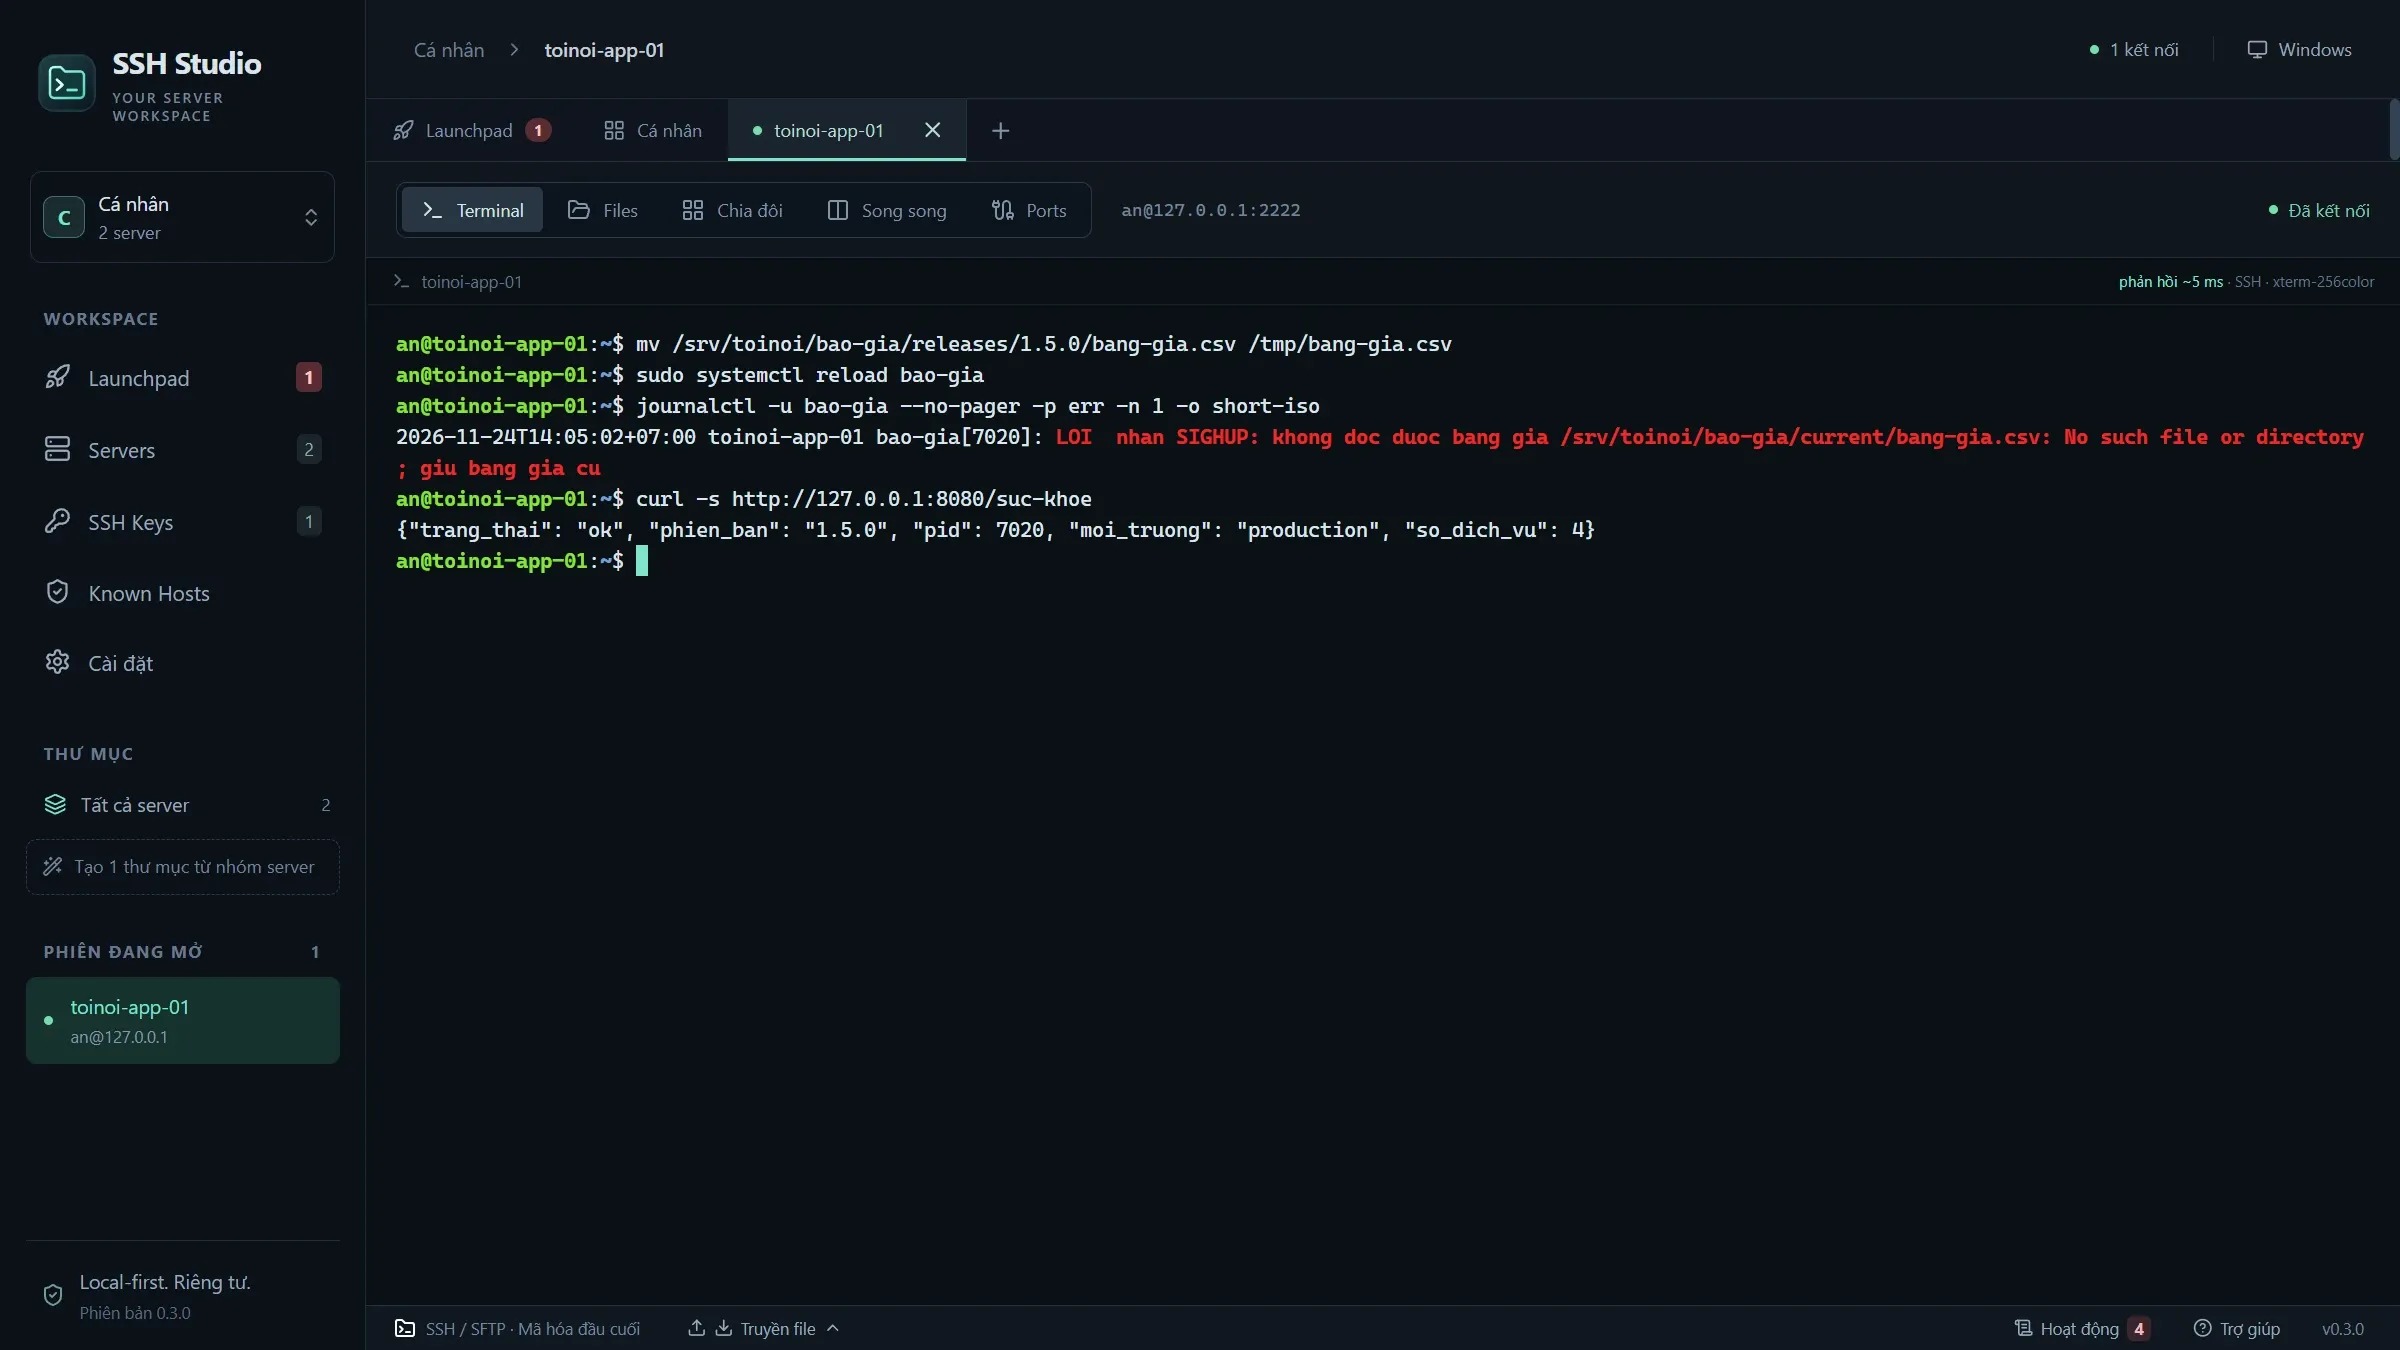 SSH Studio
YOUR SERVER
WORKSPACE
C
Cá nhân
2 server
WORKSPACE
Launchpad 1
Servers 2
SSH Keys 1
Known Hosts
Cài đặt
THƯ MỤC
Tất cả server 2
Tạo 1 thư mục từ nhóm server
PHIÊN ĐANG MỞ 1
toinoi-app-01
an@127.0.0.1
Local-first. Riêng tư.
Phiên bản 0.3.0
Cá nhân > toinoi-app-01
1 kết nối
Windows
Launchpad 1
Cá nhân
toinoi-app-01
Terminal
Files
Chia đôi
Song song
Ports
an@127.0.0.1:2222
Đã kết nối
toinoi-app-01
phản hồi ~5 ms · SSH · xterm-256color
an@toinoi-app-01:~$ mv /srv/toinoi/bao-gia/releases/1.5.0/bang-gia.csv /tmp/bang-gia.csv
an@toinoi-app-01:~$ sudo systemctl reload bao-gia
an@toinoi-app-01:~$ journalctl -u bao-gia --no-pager -p err -n 1 -o short-iso
2026-11-24T14:05:02+07:00 toinoi-app-01 bao-gia[7020]: LOI  nhan SIGHUP: khong doc duoc bang gia /srv/toinoi/bao-gia/current/bang-gia.csv: No such file or directory
; giu bang gia cu
an@toinoi-app-01:~$ curl -s http://127.0.0.1:8080/suc-khoe
{"trang_thai": "ok", "phien_ban": "1.5.0", "pid": 7020, "moi_truong": "production", "so_dich_vu": 4}
an@toinoi-app-01:~$
SSH / SFTP · Mã hóa đầu cuối
Truyền file
Hoạt động 4
Trợ giúp
v0.3.0